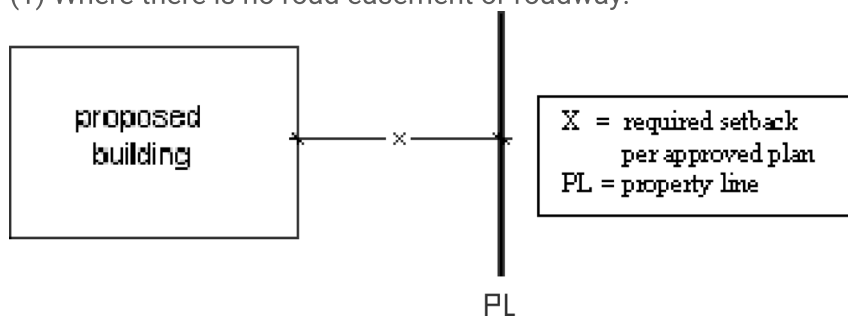 (1) Where there is no road easement or roadway:
proposed
building
x
X = required setback
per approved plan
PL = property line
PL